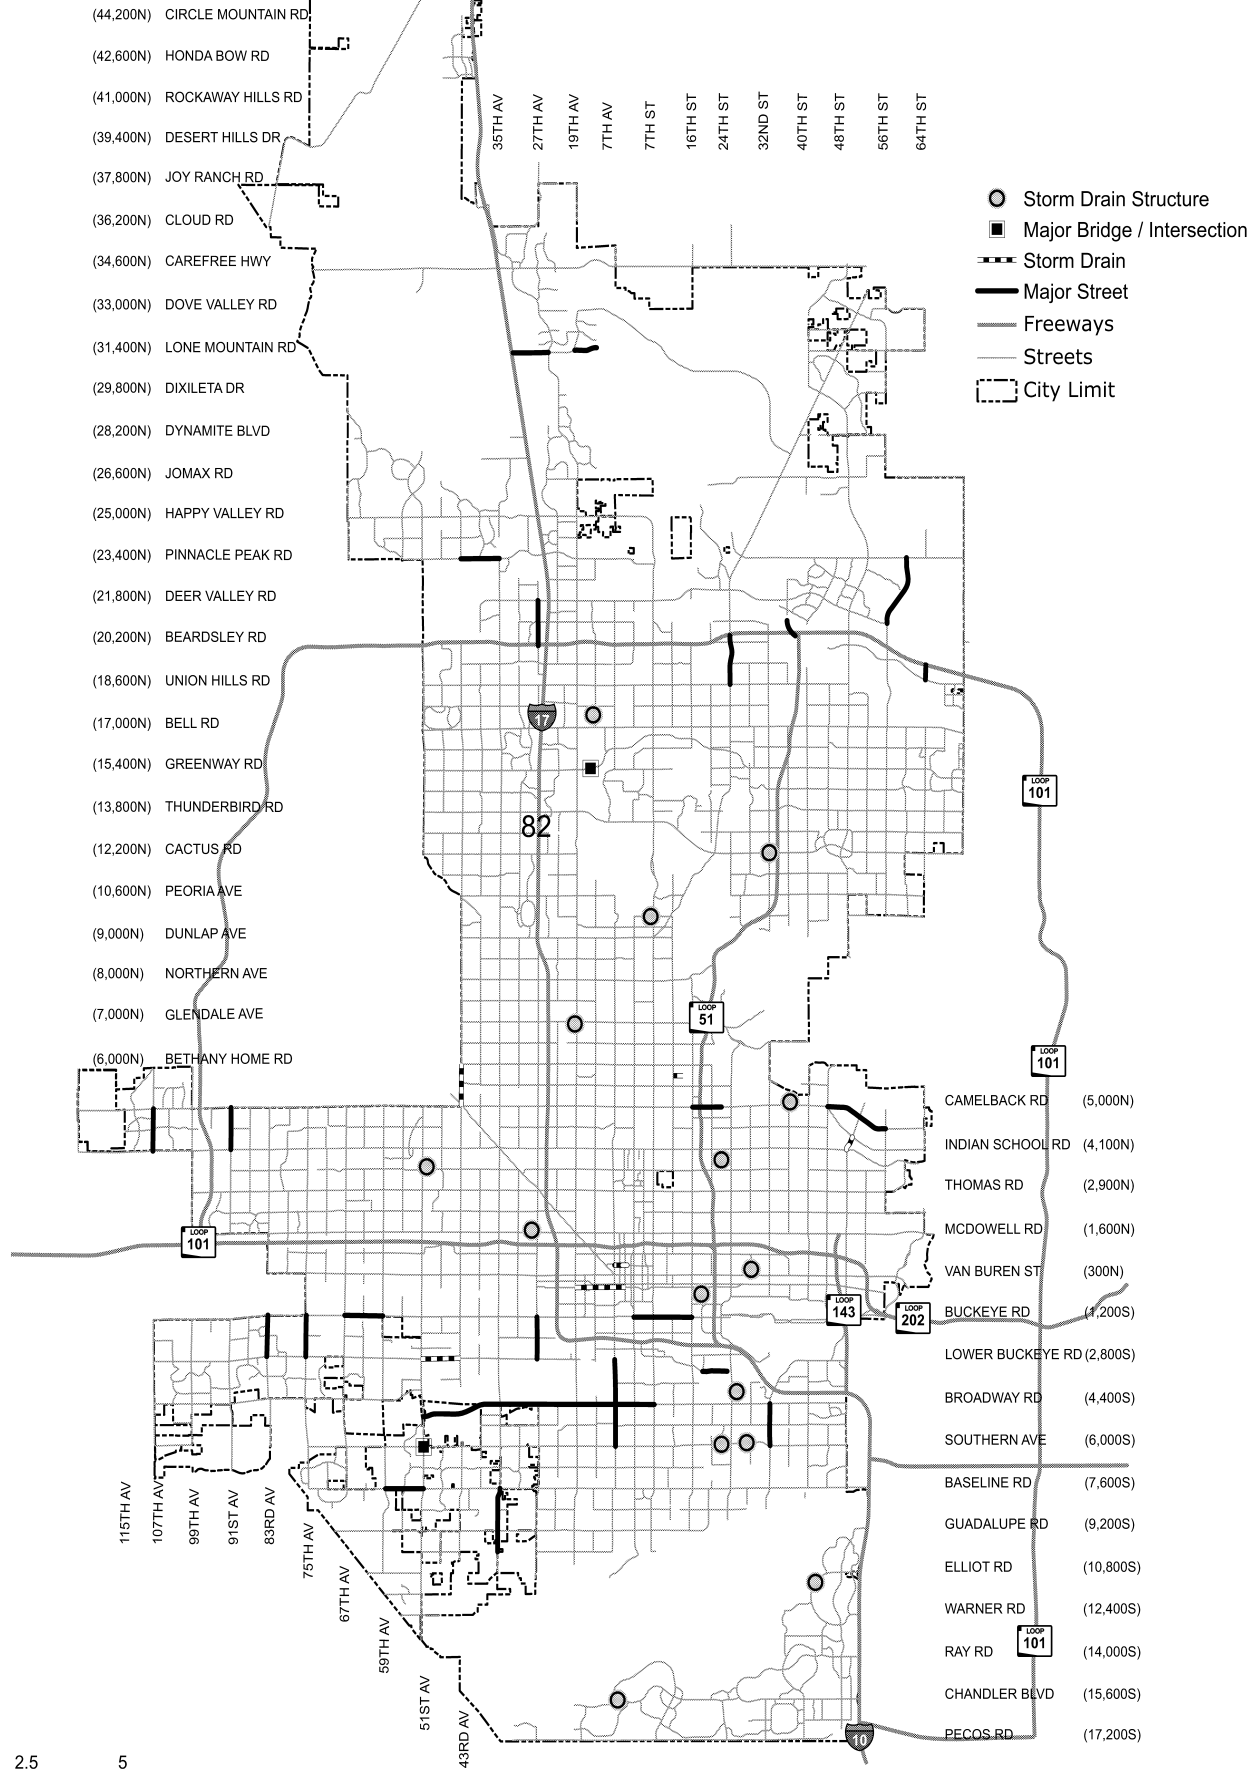 (44,200N) CIRCLE MOUNTAIN RD
(42,600N) HONDA BOW RD
(41,000N) ROCKAWAY HILLS RD
(39,400N) DESERT HILLS DR
(37,800N) JOY RANCH RD
(36,200N) CLOUD RD
(34,600N) CAREFREE HWY
(33,000N) DOVE VALLEY RD
(31,400N) LONE MOUNTAIN RD
(29,800N) DIXILETA DR
(28,200N) DYNAMITE BLVD
(26,600N) JOMAX RD
(25,000N) HAPPY VALLEY RD
(23,400N) PINNACLE PEAK RD
(21,800N) DEER VALLEY RD
(20,200N) BEARDSLEY RD
(18,600N) UNION HILLS RD
(17,000N) BELL RD
(15,400N) GREENWAY RD
(13,800N) THUNDERBIRD RD
(12,200N) CACTUS RD
(10,600N) PEORIA AVE
(9,000N) DUNLAP AVE
(8,000N) NORTHERN AVE
(7,000N) GLENDALE AVE
(6,000N) BETHANY HOME RD
35TH AV
27TH AV
19TH AV
7TH AV
7TH ST
16TH ST
24TH ST
32ND ST
40TH ST
48TH ST
56TH ST
64TH ST
Storm Drain Structure
Major Bridge / Intersection
Storm Drain
Major Street
Freeways
Streets
City Limit
17
82
LOOP
101
LOOP
51
LOOP
101
LOOP
101
LOOP
143
LOOP
202
CAMELBACK RD (5,000N)
INDIAN SCHOOL RD (4,100N)
THOMAS RD (2,900N)
MCDOWELL RD (1,600N)
VAN BUREN ST (300N)
BUCKEYE RD (1,200S)
LOWER BUCKEYE RD (2,800S)
BROADWAY RD (4,400S)
SOUTHERN AVE (6,000S)
BASELINE RD (7,600S)
GUADALUPE RD (9,200S)
ELLIOT RD (10,800S)
WARNER RD (12,400S)
RAY RD (14,000S)
LOOP
101
CHANDLER BLVD (15,600S)
PECOS RD (17,200S)
10
115TH AV
107TH AV
99TH AV
91ST AV
83RD AV
75TH AV
67TH AV
59TH AV
51ST AV
43RD AV
2.5 5